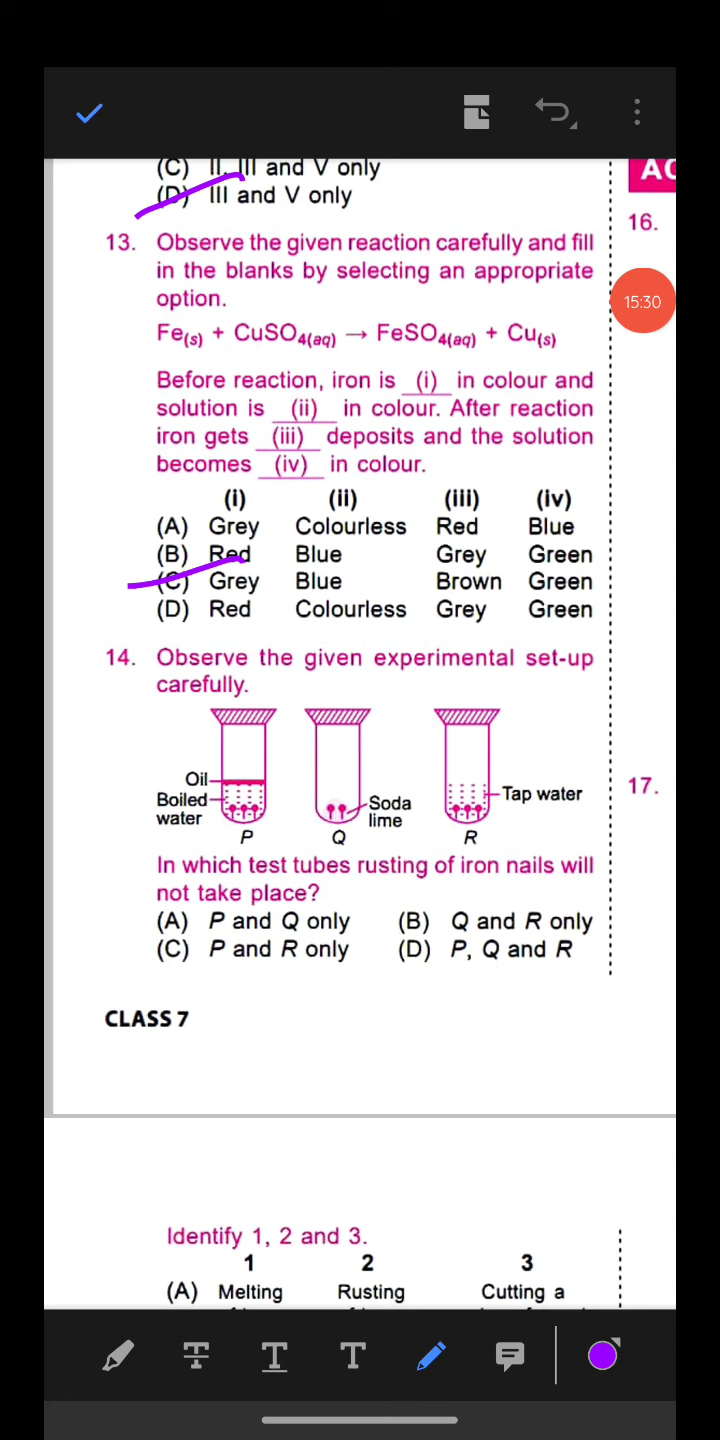 (C) II, III and V only
(D) III and V only
AC
16.
13. Observe the given reaction carefully and fill
in the blanks by selecting an appropriate
option.
15:30
Fe(s) + CuSO4(aq) → FeSO4(aq) + Cu(s)
Before reaction, iron is (i) in colour and
solution is (ii) in colour. After reaction
iron gets (iii) deposits and the solution
becomes (iv) in colour.
(i) (ii) (iii) (iv)
(A) Grey Colourless Red Blue
(B) Red Blue Grey Green
(C) Grey Blue Brown Green
(D) Red Colourless Grey Green
14. Observe the given experimental set-up
carefully.
Oil
Boiled
water
P
Soda
lime
Q
Tap water
R
17.
In which test tubes rusting of iron nails will
not take place?
(A) P and Q only (B) Q and R only
(C) P and R only (D) P, Q and R
CLASS 7
Identify 1, 2 and 3.
1 2 3
(A) Melting Rusting Cutting a
T T T